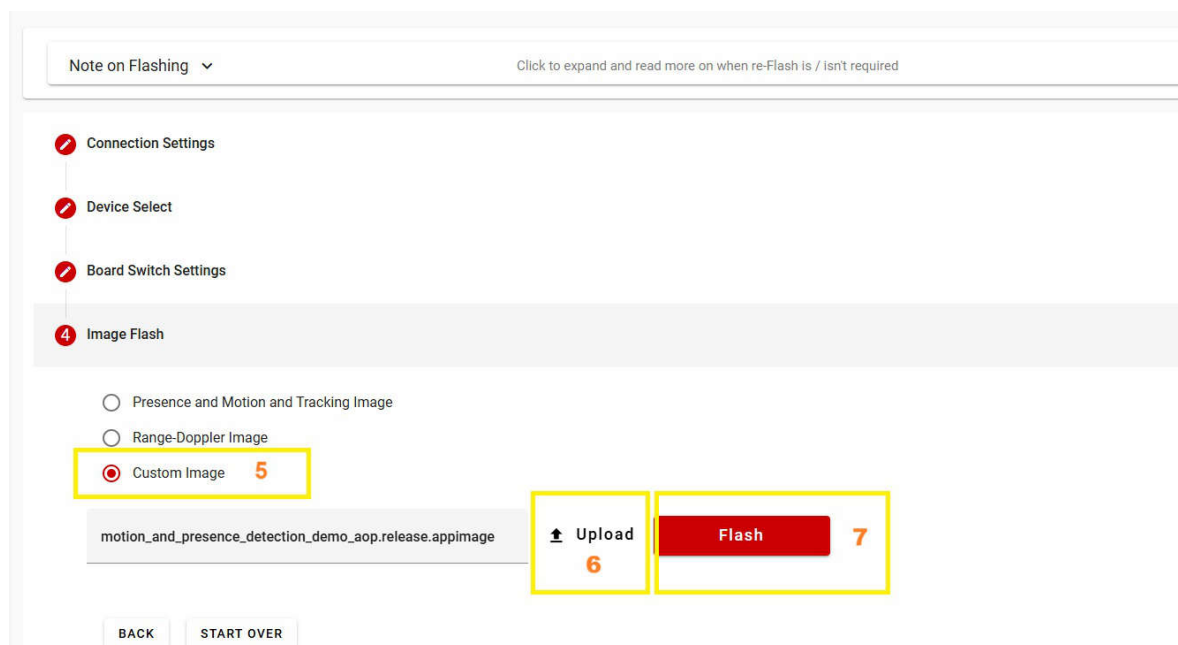 Note on Flashing
Click to expand and read more on when re-Flash is / isn't required
Connection Settings
Device Select
Board Switch Settings
4 Image Flash
Presence and Motion and Tracking Image
Range-Doppler Image
Custom Image 5
motion_and_presence_detection_demo_aop.release.appimage
Upload
6
Flash 7
BACK START OVER